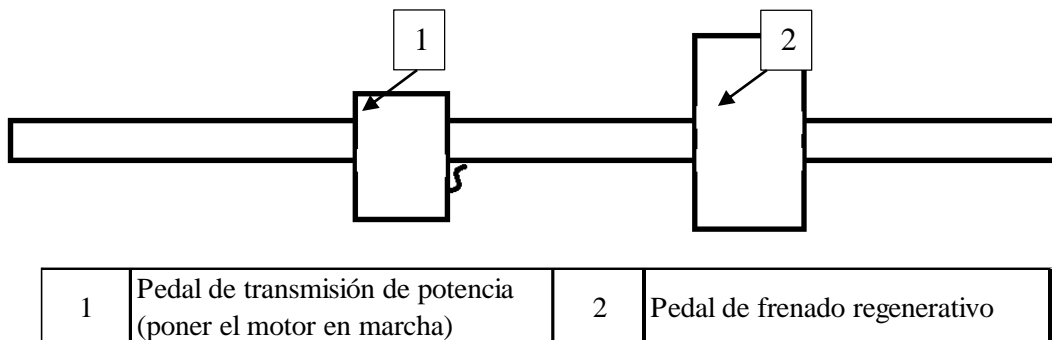 1
2
1
Pedal de transmisión de potencia
(poner el motor en marcha)
2
Pedal de frenado regenerativo